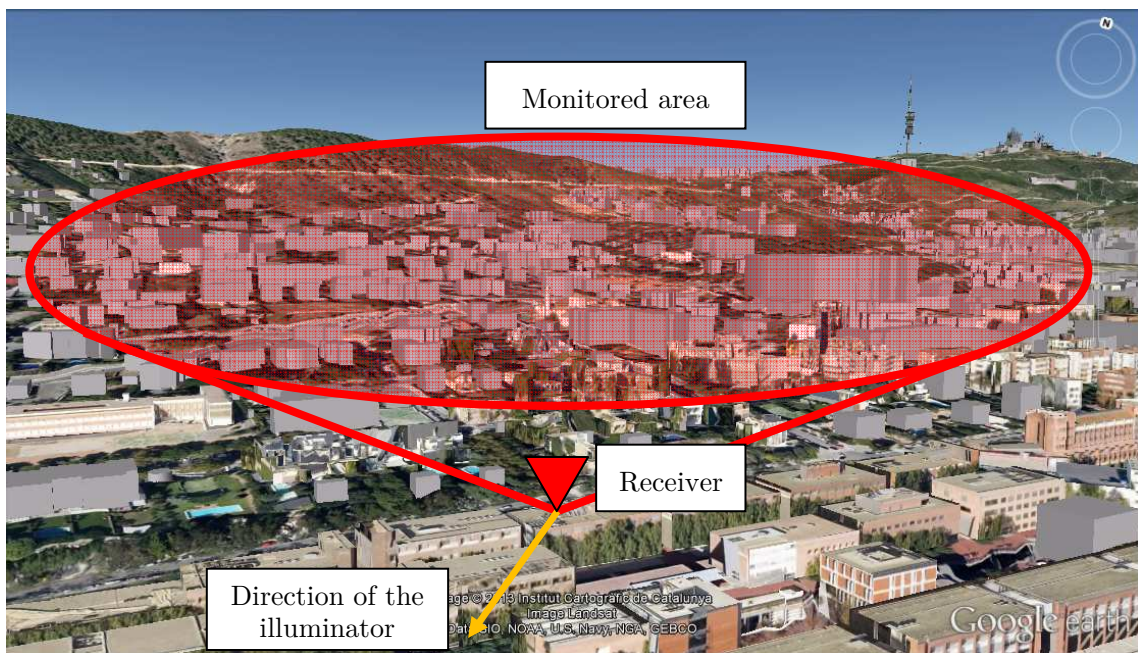 N
Monitored area
Receiver
Direction of the
illuminator
age © 2013 Institut Cartogràfic de Catalunya
Image Landsat
Data SIO, NOAA, U.S. Navy, NGA, GEBCO
Google earth